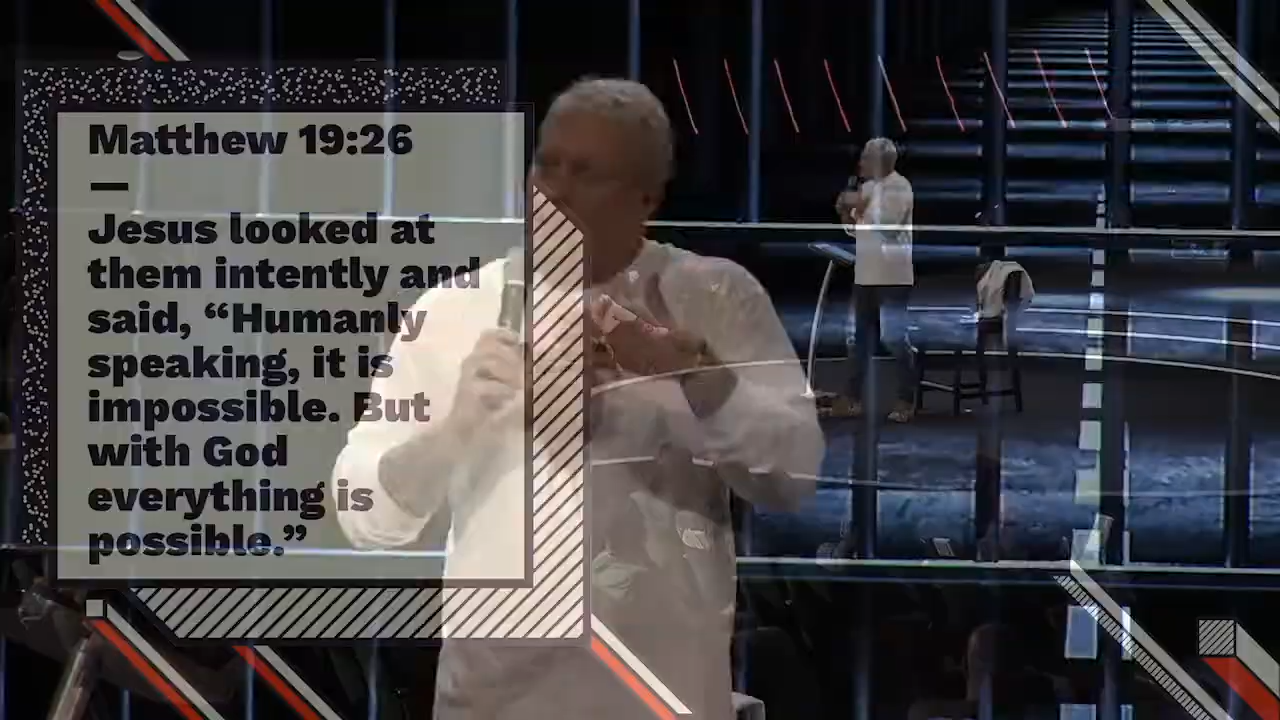 Matthew 19:26
Jesus looked at
them intently and
said, “Humanly
speaking, it is
impossible. But
with God
everything is
possible.”